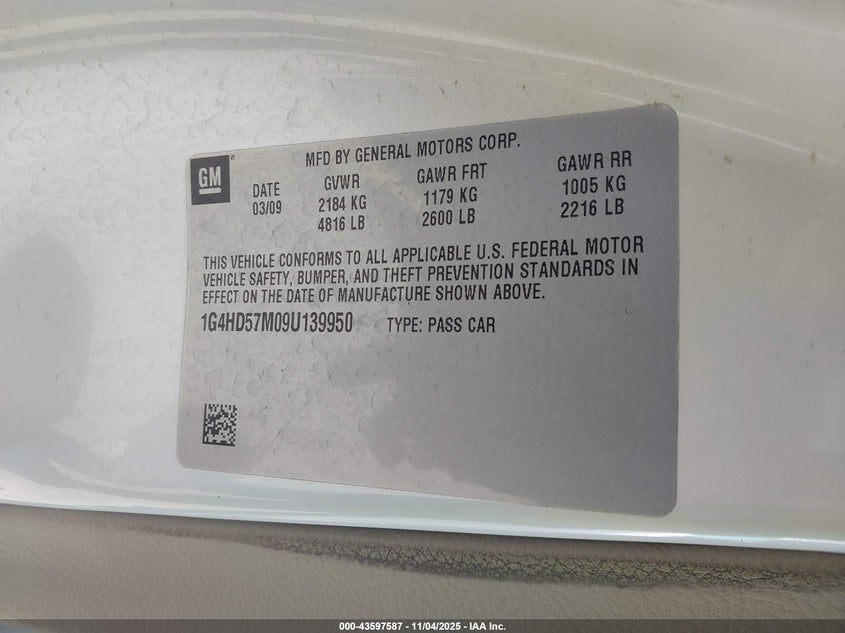 GM
MFD BY GENERAL MOTORS CORP.
DATE GVWR GAWR FRT GAWR RR
03/09 2184 KG 1179 KG 1005 KG
4816 LB 2600 LB 2216 LB
THIS VEHICLE CONFORMS TO ALL APPLICABLE U.S. FEDERAL MOTOR
VEHICLE SAFETY, BUMPER, AND THEFT PREVENTION STANDARDS IN
EFFECT ON THE DATE OF MANUFACTURE SHOWN ABOVE.
1G4HD57M09U139950 TYPE: PASS CAR
000-43597587 - 11/04/2025 - IAA Inc.